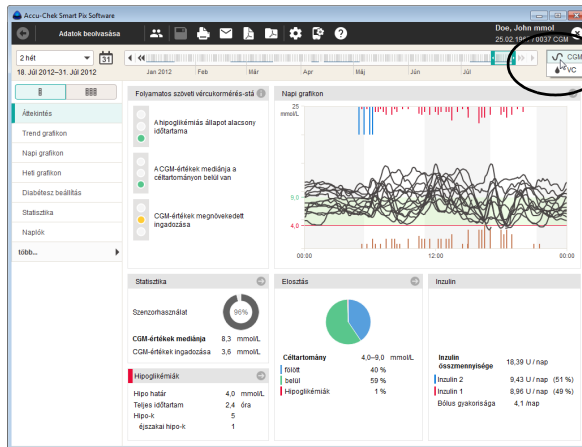 Accu-Chek Smart Pix Software
Adatok beolvasása
Doe, John mmol
/ 0037 CGM
2 hét
31
18. Júl 2012–31. Júl 2012
Jan 2012 Feb Már Apr Máj Jún Júl
CGM
VC
Áttekintés
Trend grafikon
Napi grafikon
Heti grafikon
Diabétesz beállítás
Statisztika
Naplók
több...
Folyamatos szöveti vércukormérés-stá
A hipoglikémiás állapot alacsony
időtartama
A CGM-értékek mediánja a
céltartományon belül van
CGM-értékek megnövekedett
ingadozása
Napi grafikon
25
mmol/L
9,0
4,0
00:00 12:00 00:00
Statisztika
Szenzorhasználat 96%
CGM-értékek mediánja 8,3 mmol/L
CGM-értékek ingadozása 3,6 mmol/L
Hipoglikémiák
Hipo határ 4,0 mmol/L
Teljes időtartam 2,4 óra
Hipo-k 5
éjszakai hipo-k 1
Elosztás
Céltartomány 4,0–9,0 mmol/L
fölött 40 %
belül 59 %
Hipoglikémiák 1 %
Inzulin
Inzulin
összmennyisége 18,39 U / nap
Inzulin 2 9,43 U / nap (51 %)
Inzulin 1 8,96 U / nap (49 %)
Bólus gyakorisága 4,1 /nap